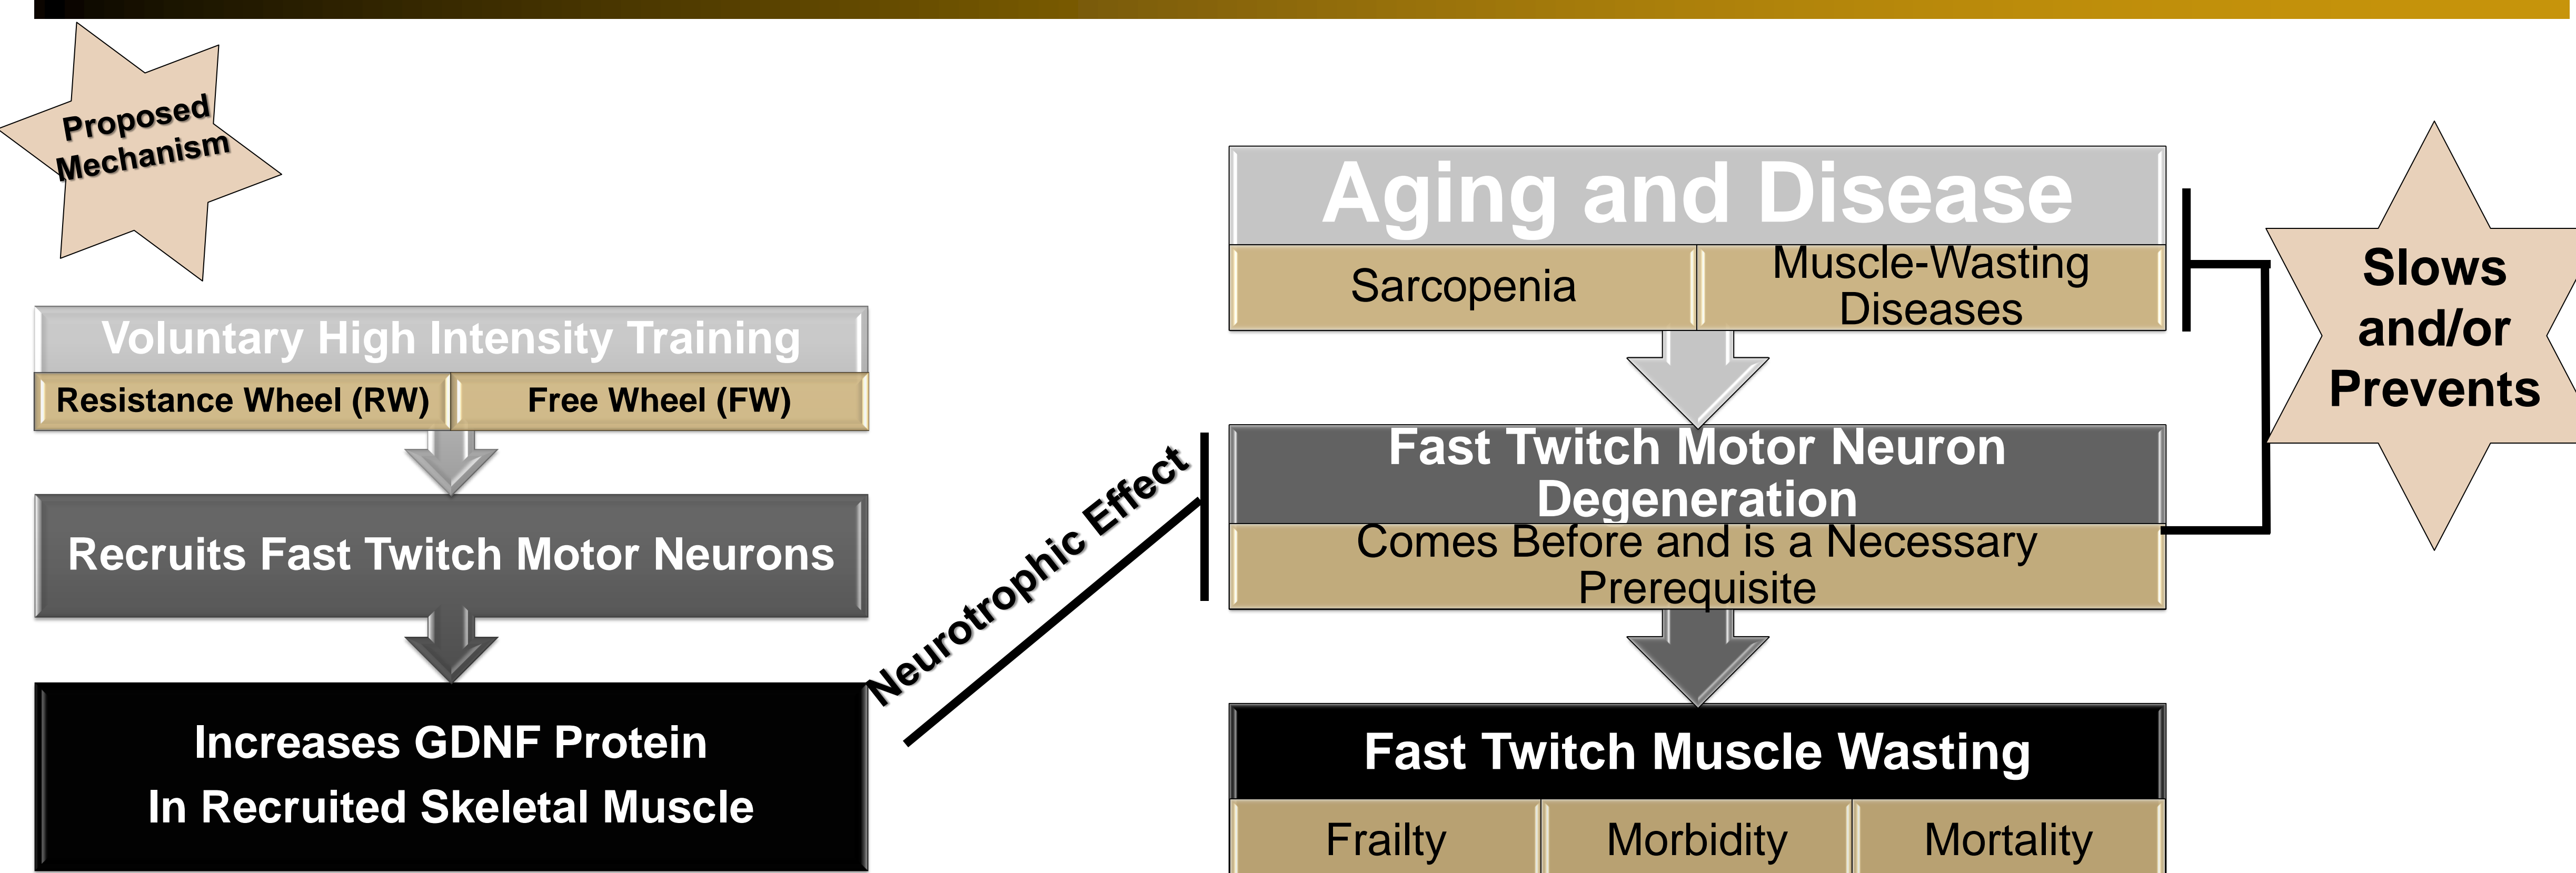 Proposed
Mechanism
Voluntary High Intensity Training
Resistance Wheel (RW)
Free Wheel (FW)
Recruits Fast Twitch Motor Neurons
Increases GDNF Protein
In Recruited Skeletal Muscle
Neurotrophic Effect
Aging and Disease
Sarcopenia
Muscle-Wasting
Diseases
Fast Twitch Motor Neuron
Degeneration
Comes Before and is a Necessary
Prerequisite
Fast Twitch Muscle Wasting
Frailty
Morbidity
Mortality
Slows
and/or
Prevents